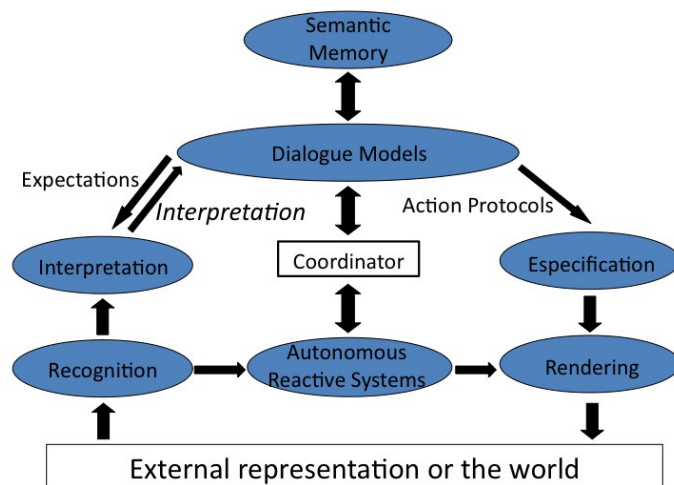 Semantic
Memory
Dialogue Models
Expectations
Interpretation
Action Protocols
Interpretation
Coordinator
Especification
Recognition
Autonomous
Reactive Systems
Rendering
External representation or the world